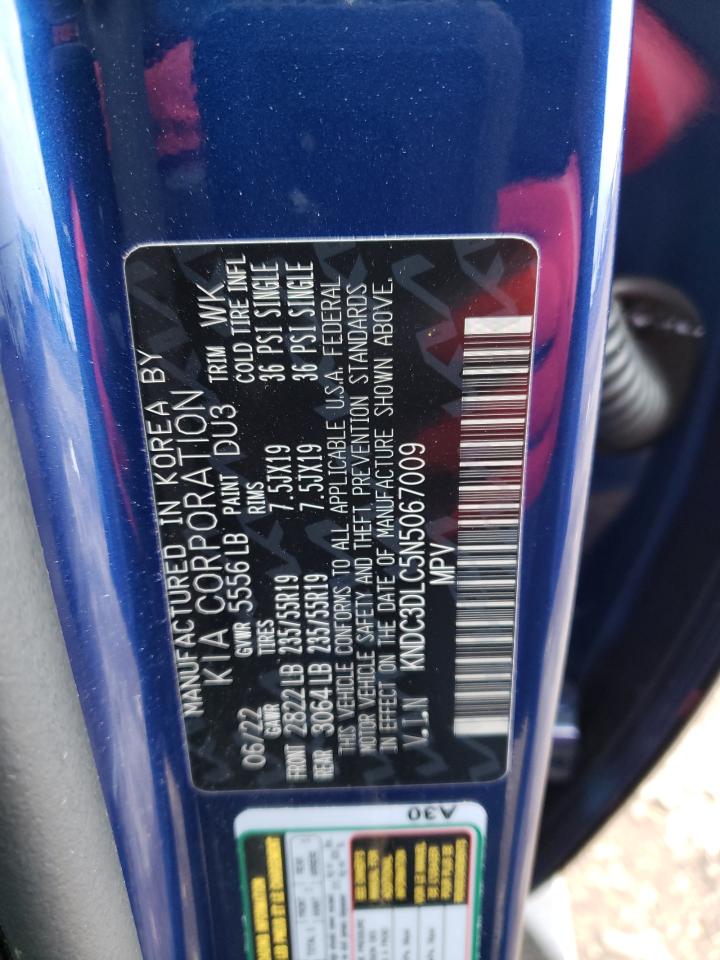 MANUFACTURED IN KOREA BY
KIA CORPORATION
06/22 GVWR 5556LB PAINT DU3 TRIM WK
GAWR TIRES RIMS COLD TIRE INFL
FRONT 2822LB 235/55R19 7.5JX19 36 PSI SINGLE
REAR 3064LB 235/55R19 7.5JX19 36 PSI SINGLE
THIS VEHICLE CONFORMS TO ALL APPLICABLE U.S.A. FEDERAL
MOTOR VEHICLE SAFETY AND THEFT PREVENTION STANDARDS
IN EFFECT ON THE DATE OF MANUFACTURE SHOWN ABOVE.
V.I.N KNDC3DLC5N5067009
MPV
A30